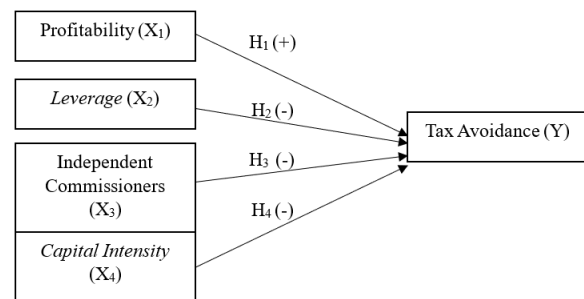 Profitability (X₁)
H₁ (+)
Leverage (X₂)
H₂ (-)
Tax Avoidance (Y)
Independent
Commissioners
(X₃)
H₃ (-)
H₄ (-)
Capital Intensity
(X₄)